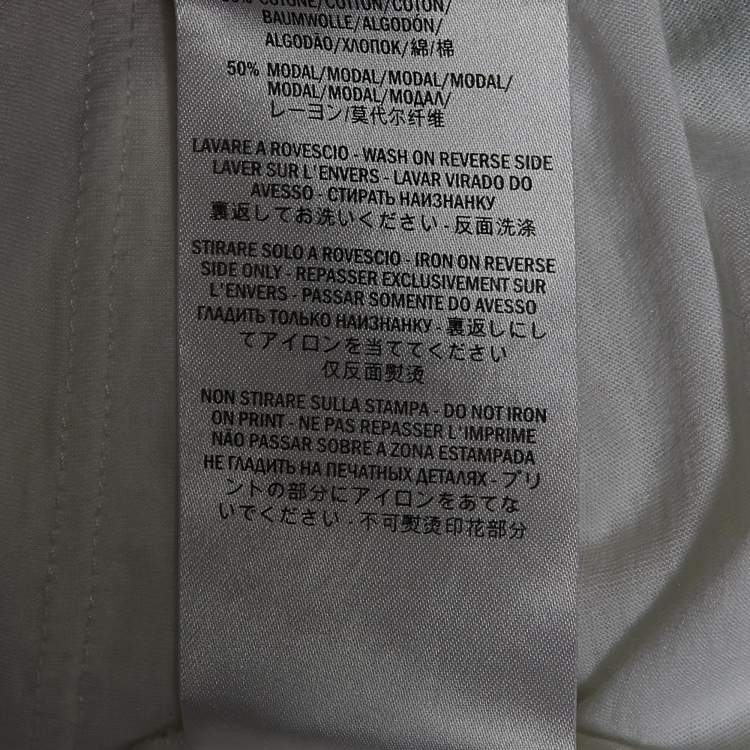 COTONE/COTTON/COTON/
BAUMWOLLE/ALGODÓN/
ALGODÃO/ХЛОПОК/綿/棉
50% MODAL/MODAL/MODAL/MODAL/
MODAL/MODAL/МОДАЛ/
レーヨン/莫代尔纤维
LAVARE A ROVESCIO - WASH ON REVERSE SIDE
LAVER SUR L'ENVERS - LAVAR VIRADO DO
AVESSO - СТИРАТЬ НАИЗНАНКУ
裏返してお洗いください - 反面洗涤
STIRARE SOLO A ROVESCIO - IRON ON REVERSE
SIDE ONLY - REPASSER EXCLUSIVEMENT SUR
L'ENVERS - PASSAR SOMENTE DO AVESSO
ГЛАДИТЬ ТОЛЬКО НАИЗНАНКУ - 裏返しにし
てアイロンを当ててください
仅反面熨烫
NON STIRARE SULLA STAMPA - DO NOT IRON
ON PRINT - NE PAS REPASSER L'IMPRIME
NÃO PASSAR SOBRE A ZONA ESTAMPADA
НЕ ГЛАДИТЬ НА ПЕЧАТНЫХ ДЕТАЛЯХ - プリ
ントの部分にアイロンをあてな
いでください - 不可熨烫印花部分